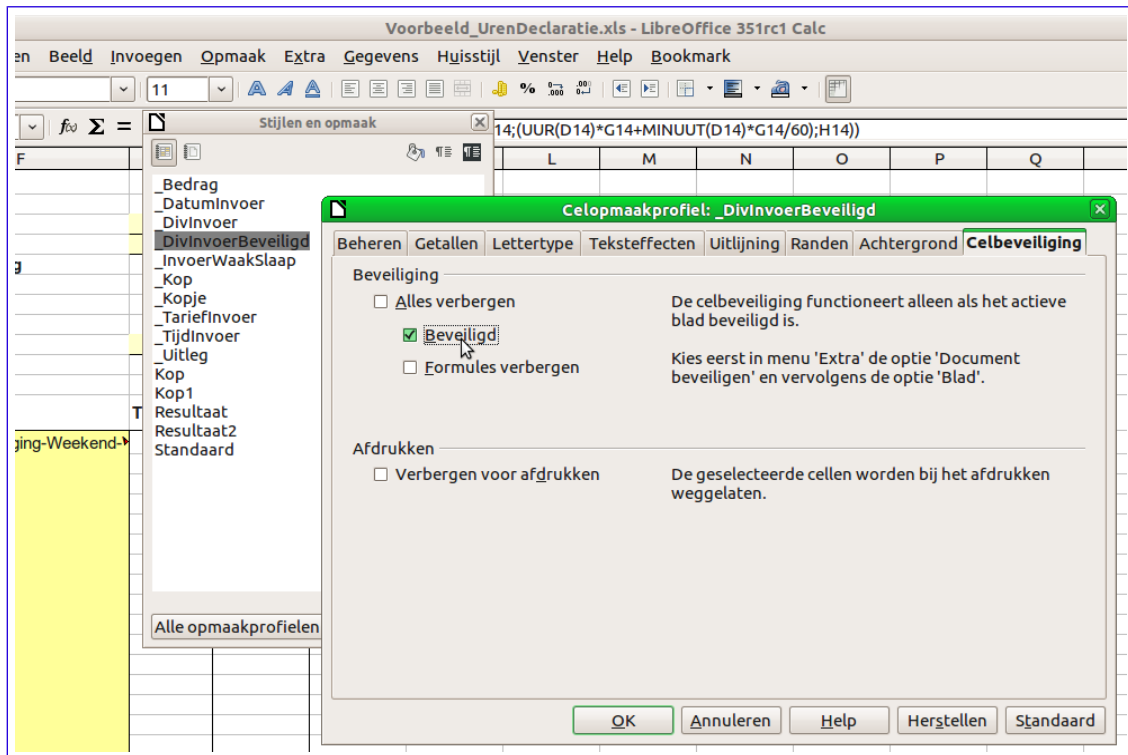 Voorbeeld_UrenDeclaratie.xls - LibreOffice 351rc1 Calc
en Beeld Invoegen Opmaak Extra Gegevens Huisstijl Venster Help Bookmark
11
Stijlen en opmaak
14;(UUR(D14)*G14+MINUUT(D14)*G14/60);H14))
F L M N O P Q
_Bedrag
_DatumInvoer
_DivInvoer
_DivInvoerBeveiligd
_InvoerWaakSlaap
_Kop
_Kopje
_TariefInvoer
_TijdInvoer
_Uitleg
Kop
Kop1
Resultaat
Resultaat2
Standaard
Alle opmaakprofielen
g
T
ging-Weekend-
Celopmaakprofiel: _DivInvoerBeveiligd
Beheren Getallen Lettertype Teksteffecten Uitlijning Randen Achtergrond Celbeveiliging
Beveiliging
Alles verbergen
Beveiligd
Formules verbergen
De celbeveiliging functioneert alleen als het actieve
blad beveiligd is.
Kies eerst in menu 'Extra' de optie 'Document
beveiligen' en vervolgens de optie 'Blad'.
Afdrukken
Verbergen voor afdrukken
De geselecteerde cellen worden bij het afdrukken
weggelaten.
OK Annuleren Help Herstellen Standaard